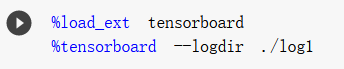 %load_ext tensorboard
%tensorboard --logdir ./log1